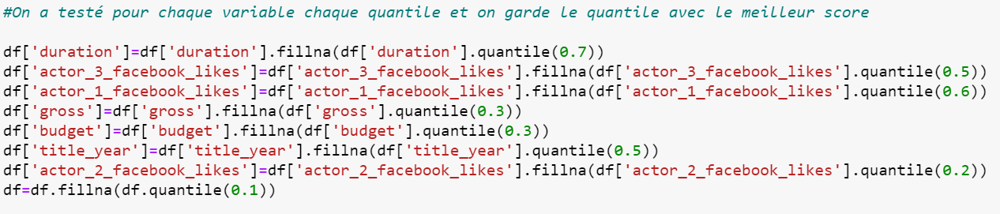 #On a testé pour chaque variable chaque quantile et on garde le quantile avec le meilleur score
df['duration']=df['duration'].fillna(df['duration'].quantile(0.7))
df['actor_3_facebook_likes']=df['actor_3_facebook_likes'].fillna(df['actor_3_facebook_likes'].quantile(0.5))
df['actor_1_facebook_likes']=df['actor_1_facebook_likes'].fillna(df['actor_1_facebook_likes'].quantile(0.6))
df['gross']=df['gross'].fillna(df['gross'].quantile(0.3))
df['budget']=df['budget'].fillna(df['budget'].quantile(0.3))
df['title_year']=df['title_year'].fillna(df['title_year'].quantile(0.5))
df['actor_2_facebook_likes']=df['actor_2_facebook_likes'].fillna(df['actor_2_facebook_likes'].quantile(0.2))
df=df.fillna(df.quantile(0.1))